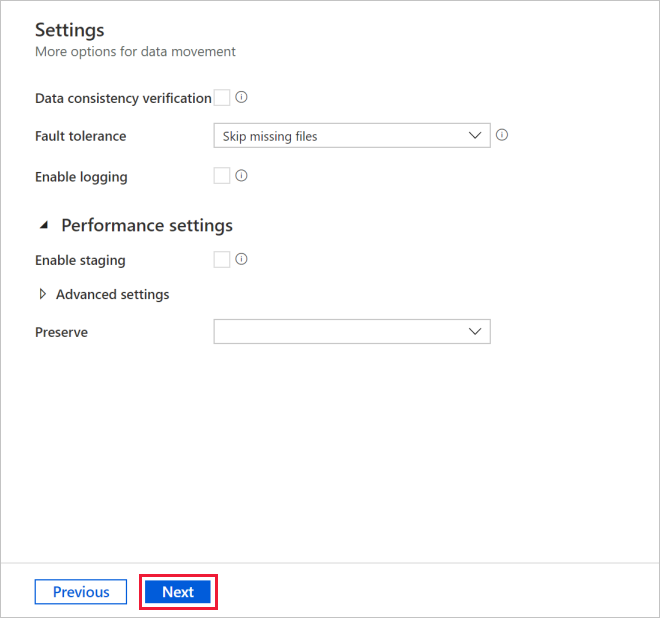 Settings
More options for data movement
Data consistency verification
Fault tolerance
Skip missing files
Enable logging
Performance settings
Enable staging
Advanced settings
Preserve
Previous
Next